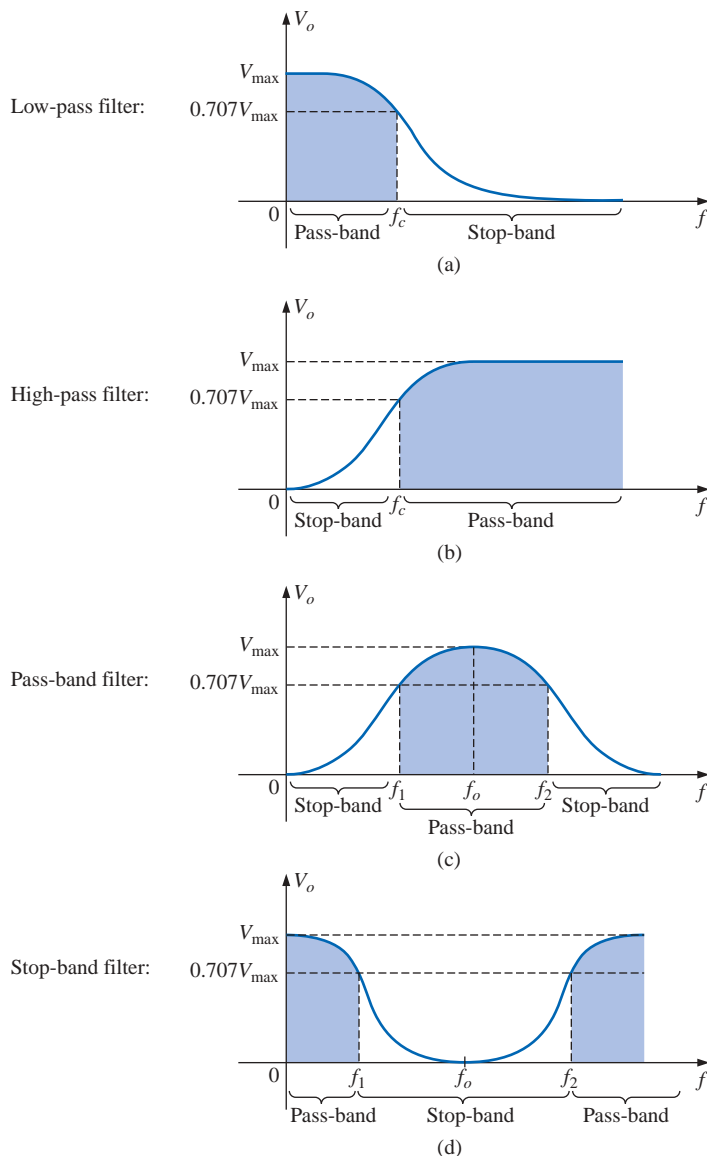 V_o
V_max
Low-pass filter: 0.707V_max
0 f_c f
Pass-band Stop-band
(a)
V_o
V_max
High-pass filter: 0.707V_max
0 f_c f
Stop-band Pass-band
(b)
V_o
V_max
Pass-band filter: 0.707V_max
0 f_1 f_o f_2 f
Stop-band Stop-band
Pass-band
(c)
V_o
V_max
Stop-band filter: 0.707V_max
0 f_1 f_o f_2 f
Pass-band Stop-band Pass-band
(d)